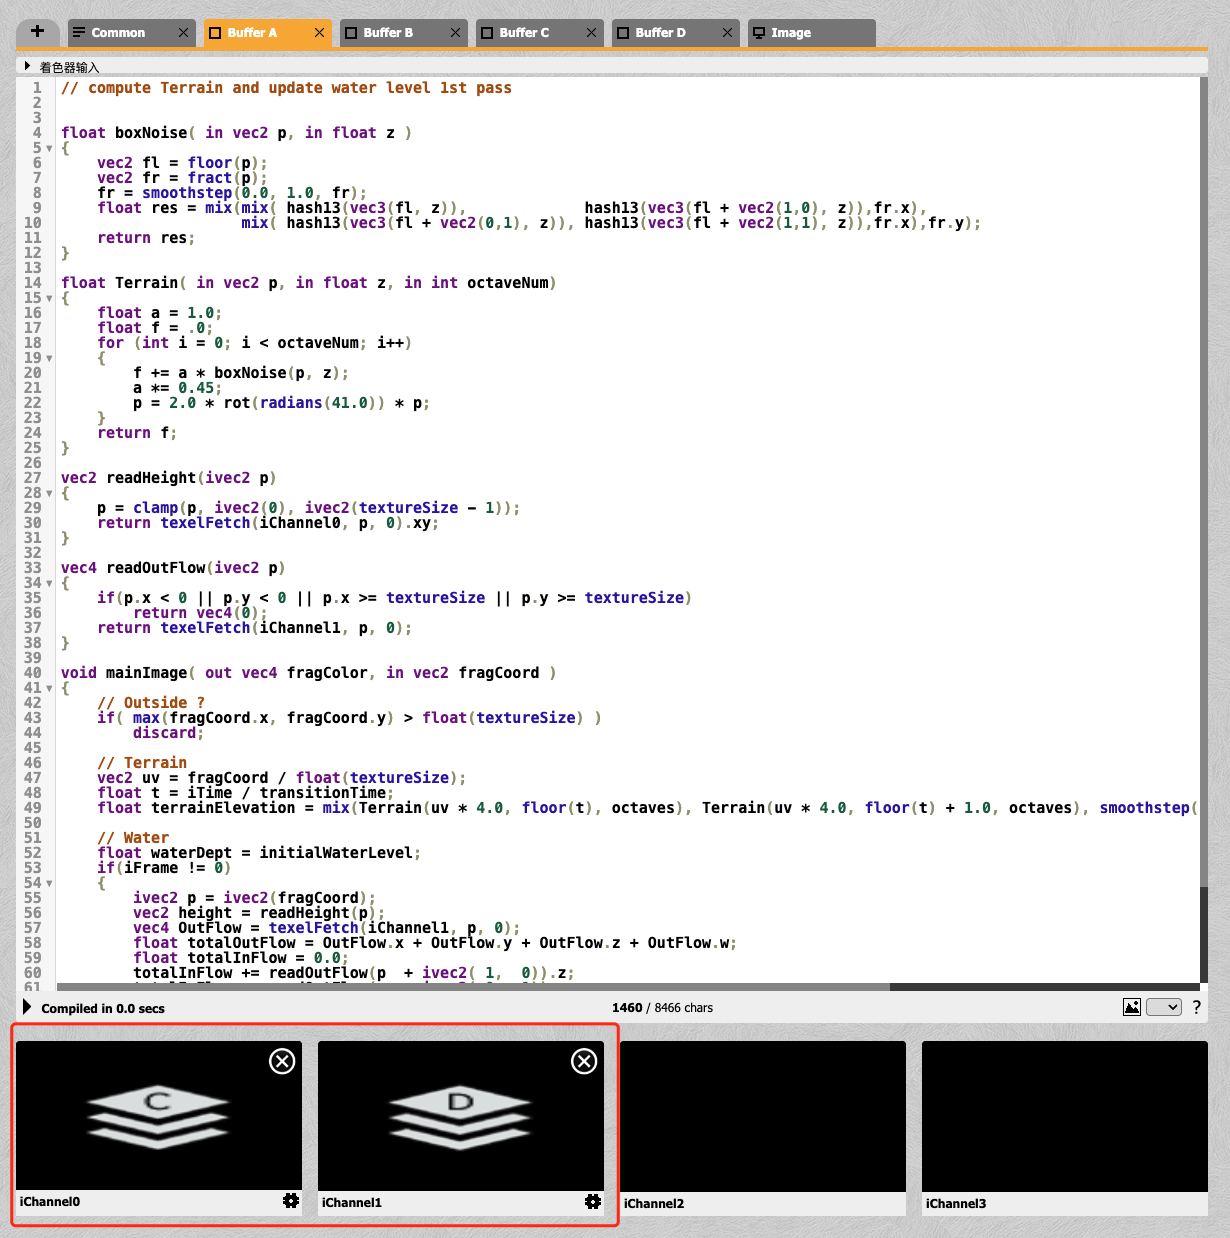 + Common × Buffer A × Buffer B × Buffer C × Buffer D × Image
着色器输入
1 // compute Terrain and update water level 1st pass
2
3
4 float boxNoise( in vec2 p, in float z )
5 {
6     vec2 fl = floor(p);
7     vec2 fr = fract(p);
8     fr = smoothstep(0.0, 1.0, fr);
9     float res = mix(mix( hash13(vec3(fl, z)),             hash13(vec3(fl + vec2(1,0), z)),fr.x),
10                     mix( hash13(vec3(fl + vec2(0,1), z)), hash13(vec3(fl + vec2(1,1), z)),fr.x),fr.y);
11     return res;
12 }
13
14 float Terrain( in vec2 p, in float z, in int octaveNum)
15 {
16     float a = 1.0;
17     float f = .0;
18     for (int i = 0; i < octaveNum; i++)
19     {
20         f += a * boxNoise(p, z);
21         a *= 0.45;
22         p = 2.0 * rot(radians(41.0)) * p;
23     }
24     return f;
25 }
26
27 vec2 readHeight(ivec2 p)
28 {
29     p = clamp(p, ivec2(0), ivec2(textureSize - 1));
30     return texelFetch(iChannel0, p, 0).xy;
31 }
32
33 vec4 readOutFlow(ivec2 p)
34 {
35     if(p.x < 0 || p.y < 0 || p.x >= textureSize || p.y >= textureSize)
36         return vec4(0);
37     return texelFetch(iChannel1, p, 0);
38 }
39
40 void mainImage( out vec4 fragColor, in vec2 fragCoord )
41 {
42     // Outside ?
43     if( max(fragCoord.x, fragCoord.y) > float(textureSize) )
44         discard;
45
46     // Terrain
47     vec2 uv = fragCoord / float(textureSize);
48     float t = iTime / transitionTime;
49     float terrainElevation = mix(Terrain(uv * 4.0, floor(t), octaves), Terrain(uv * 4.0, floor(t) + 1.0, octaves), smoothstep(
50
51     // Water
52     float waterDept = initialWaterLevel;
53     if(iFrame != 0)
54     {
55         ivec2 p = ivec2(fragCoord);
56         vec2 height = readHeight(p);
57         vec4 OutFlow = texelFetch(iChannel1, p, 0);
58         float totalOutFlow = OutFlow.x + OutFlow.y + OutFlow.z + OutFlow.w;
59         float totalInFlow = 0.0;
60         totalInFlow += readOutFlow(p  + ivec2( 1,  0)).z;
61
Compiled in 0.0 secs 1460 / 8466 chars ?
C D
iChannel0 iChannel1 iChannel2 iChannel3